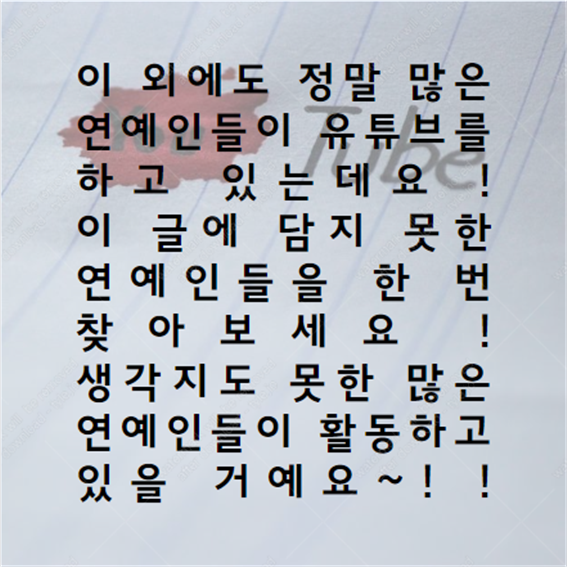 이 외에도 정말 많은
연예인들이 유튜브를
하고 있는데요 !
이 글에 담지 못한
연예인들을 한 번
찾아보세요 !
생각지도 못한 많은
연예인들이 활동하고
있을 거예요~! !
You Tube